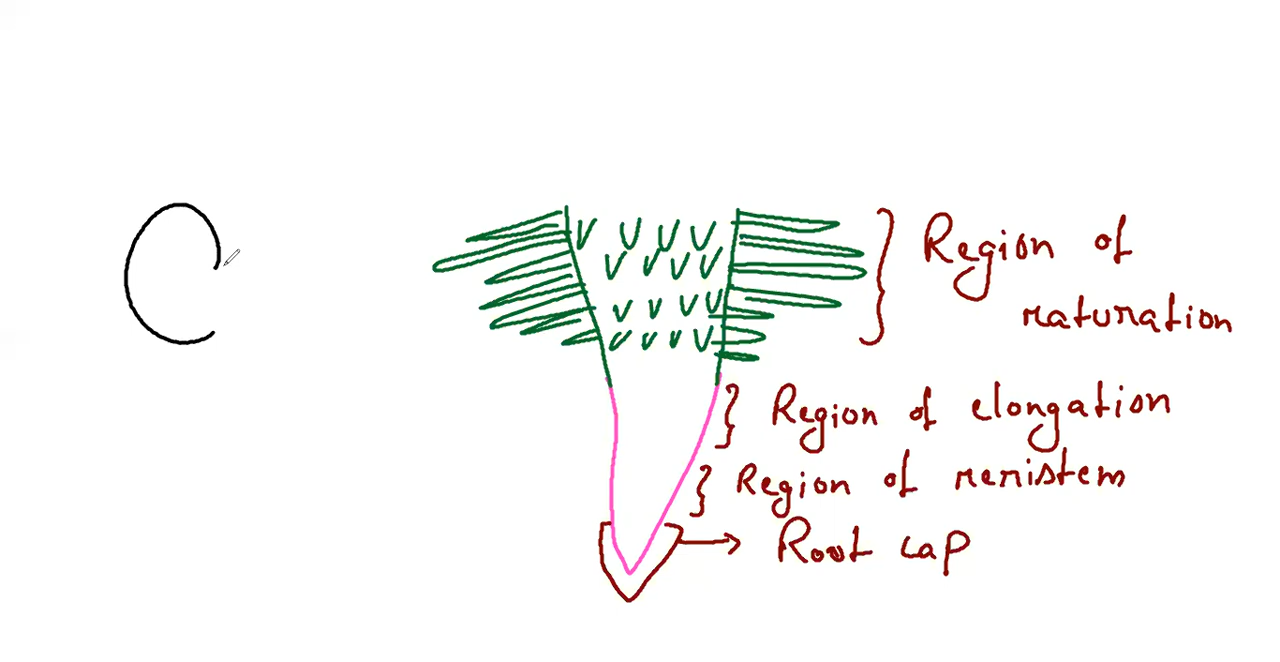 Region of
maturation
Region of elongation
Region of meristem
Root cap